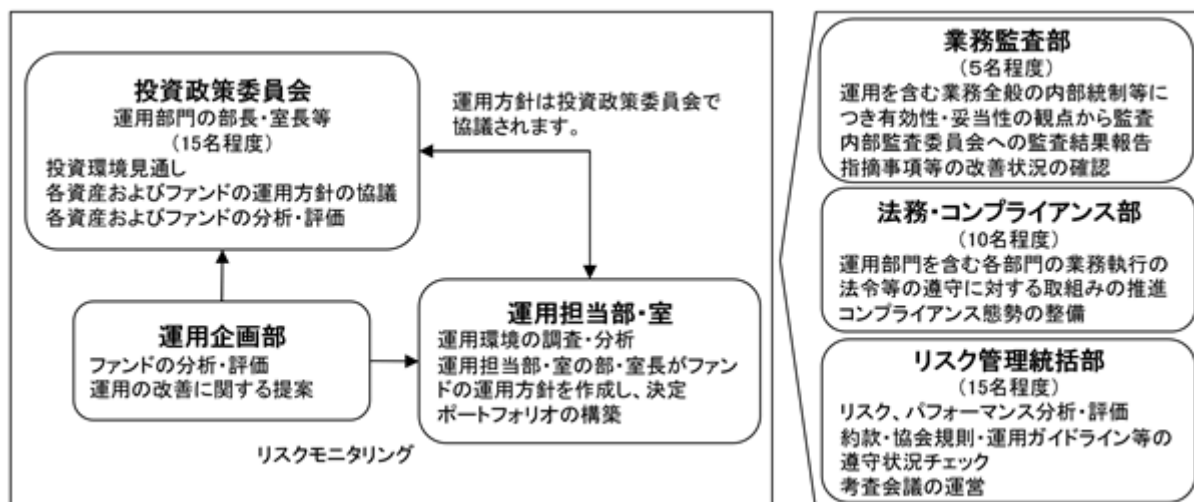 投資政策委員会
運用部門の部長・室長等
(15名程度)
投資環境見通し
各資産およびファンドの運用方針の協議
各資産およびファンドの分析・評価
運用方針は投資政策委員会で
協議されます。
運用企画部
ファンドの分析・評価
運用の改善に関する提案
運用担当部・室
運用環境の調査・分析
運用担当部・室の部・室長がファン
ドの運用方針を作成し、決定
ポートフォリオの構築
リスクモニタリング
業務監査部
(5名程度)
運用を含む業務全般の内部統制等に
つき有効性・妥当性の観点から監査
内部監査委員会への監査結果報告
指摘事項等の改善状況の確認
法務・コンプライアンス部
(10名程度)
運用部門を含む各部門の業務執行の
法令等の遵守に対する取組みの推進
コンプライアンス態勢の整備
リスク管理統括部
(15名程度)
リスク、パフォーマンス分析・評価
約款・協会規則・運用ガイドライン等の
遵守状況チェック
考査会議の運営